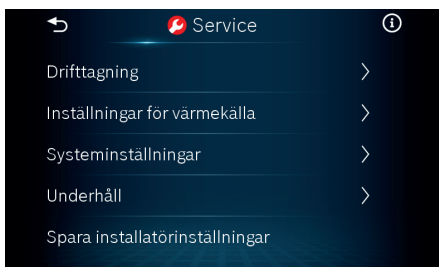 Service
Drifttagning
Inställningar för värmekälla
Systeminställningar
Underhåll
Spara installatörinställningar